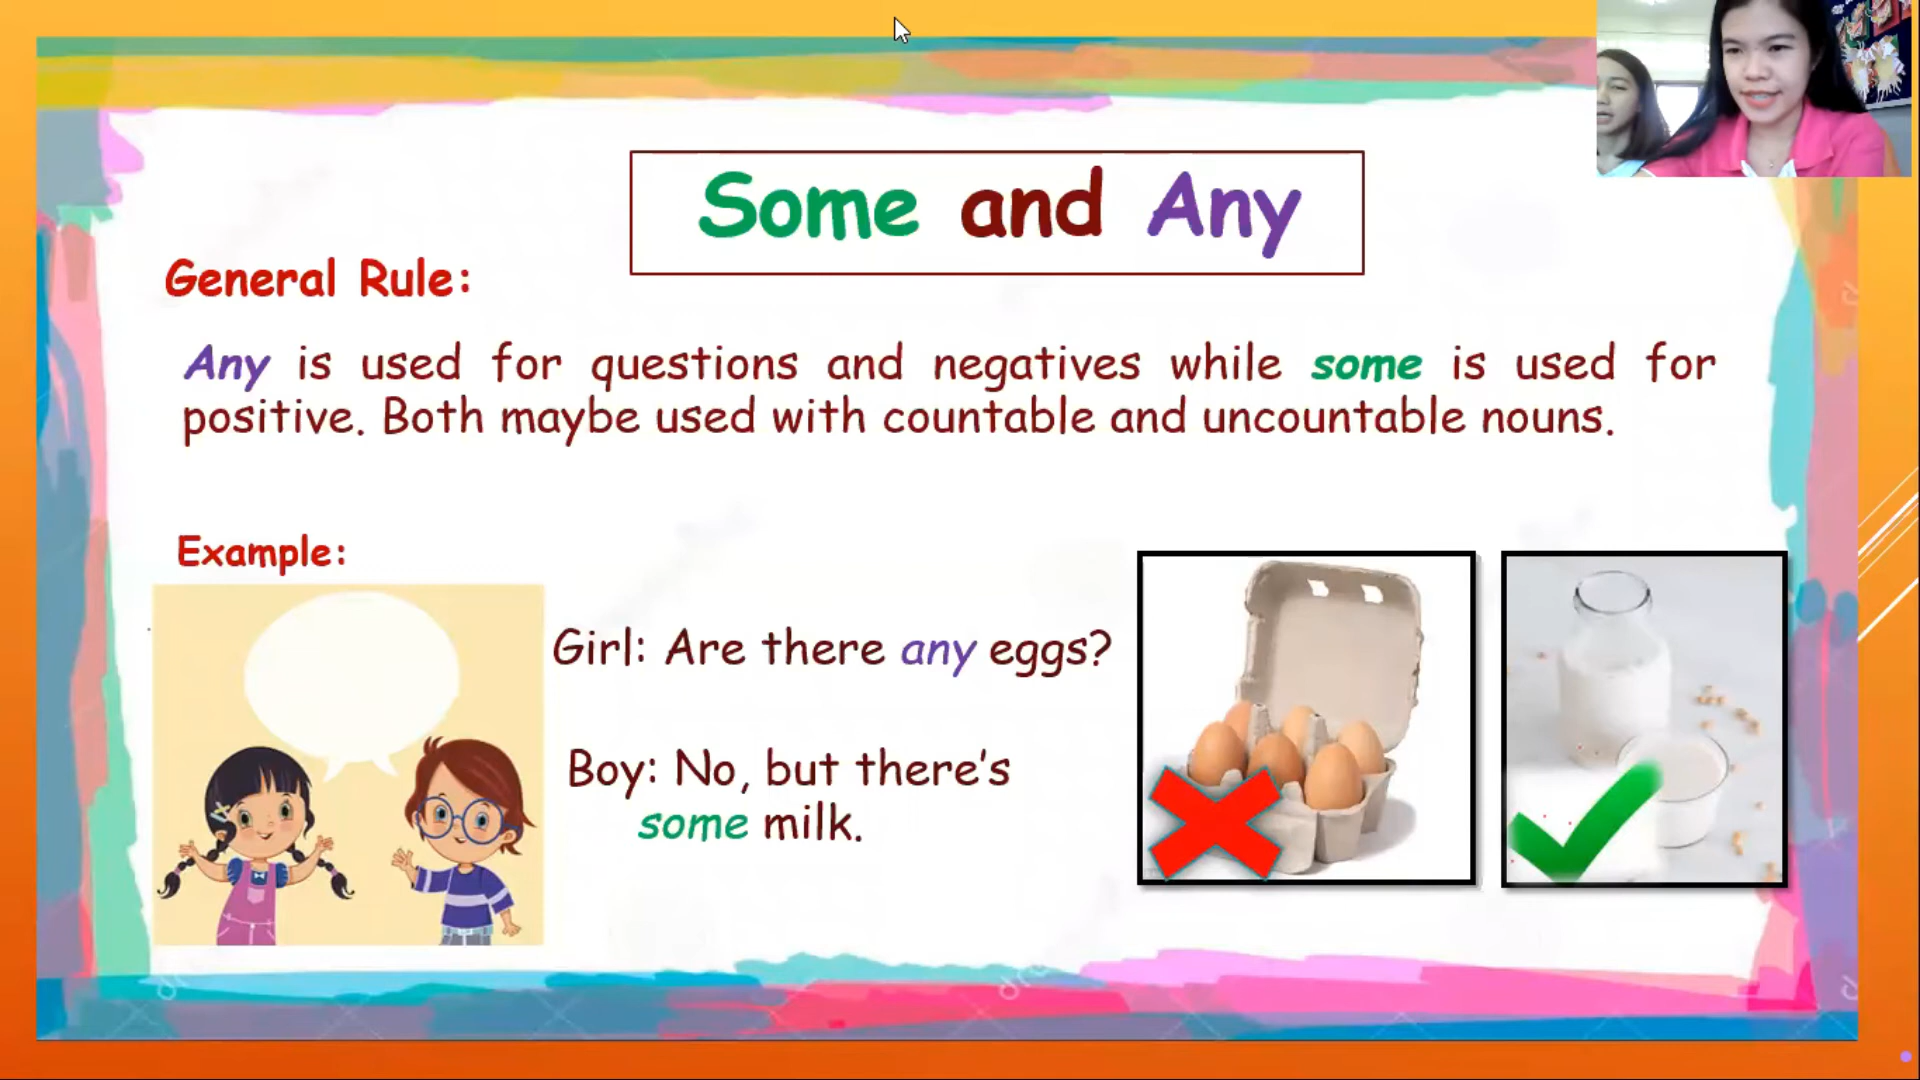 Some and Any
General Rule:
Any is used for questions and negatives while some is used for
positive. Both maybe used with countable and uncountable nouns.
Example:
Girl: Are there any eggs?
Boy: No, but there's
some milk.